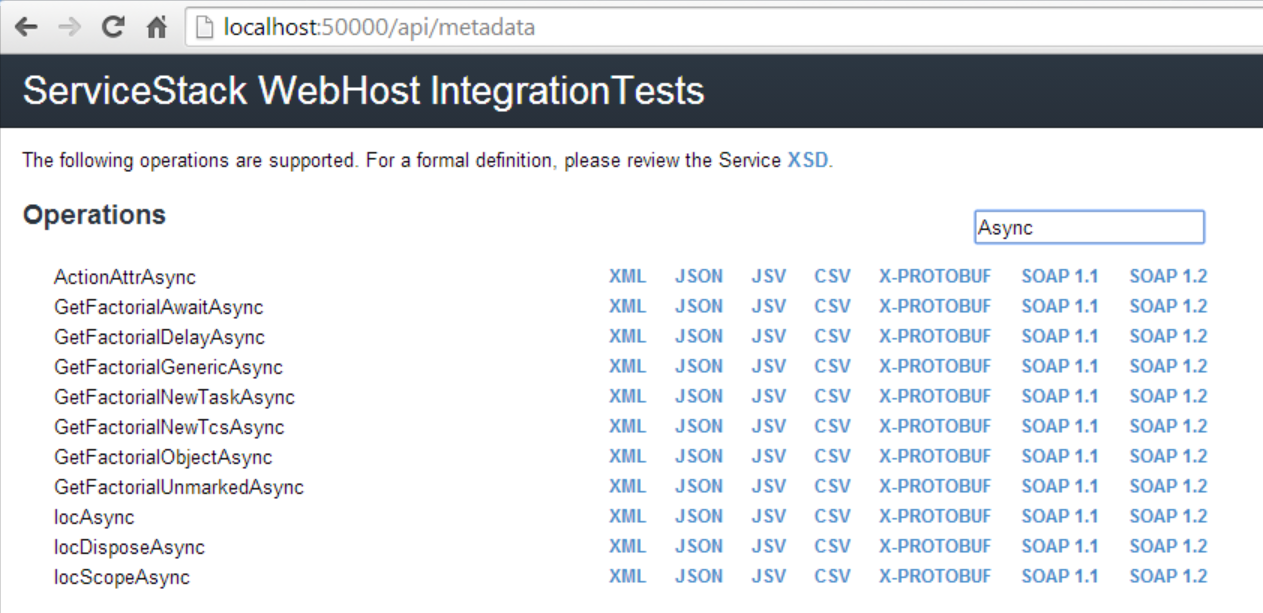 localhost:50000/api/metadata
ServiceStack WebHost IntegrationTests
The following operations are supported. For a formal definition, please review the Service XSD.
Operations
Async
ActionAttrAsync XML JSON JSV CSV X-PROTOBUF SOAP 1.1 SOAP 1.2
GetFactorialAwaitAsync XML JSON JSV CSV X-PROTOBUF SOAP 1.1 SOAP 1.2
GetFactorialDelayAsync XML JSON JSV CSV X-PROTOBUF SOAP 1.1 SOAP 1.2
GetFactorialGenericAsync XML JSON JSV CSV X-PROTOBUF SOAP 1.1 SOAP 1.2
GetFactorialNewTaskAsync XML JSON JSV CSV X-PROTOBUF SOAP 1.1 SOAP 1.2
GetFactorialNewTcsAsync XML JSON JSV CSV X-PROTOBUF SOAP 1.1 SOAP 1.2
GetFactorialObjectAsync XML JSON JSV CSV X-PROTOBUF SOAP 1.1 SOAP 1.2
GetFactorialUnmarkedAsync XML JSON JSV CSV X-PROTOBUF SOAP 1.1 SOAP 1.2
IocAsync XML JSON JSV CSV X-PROTOBUF SOAP 1.1 SOAP 1.2
IocDisposeAsync XML JSON JSV CSV X-PROTOBUF SOAP 1.1 SOAP 1.2
IocScopeAsync XML JSON JSV CSV X-PROTOBUF SOAP 1.1 SOAP 1.2